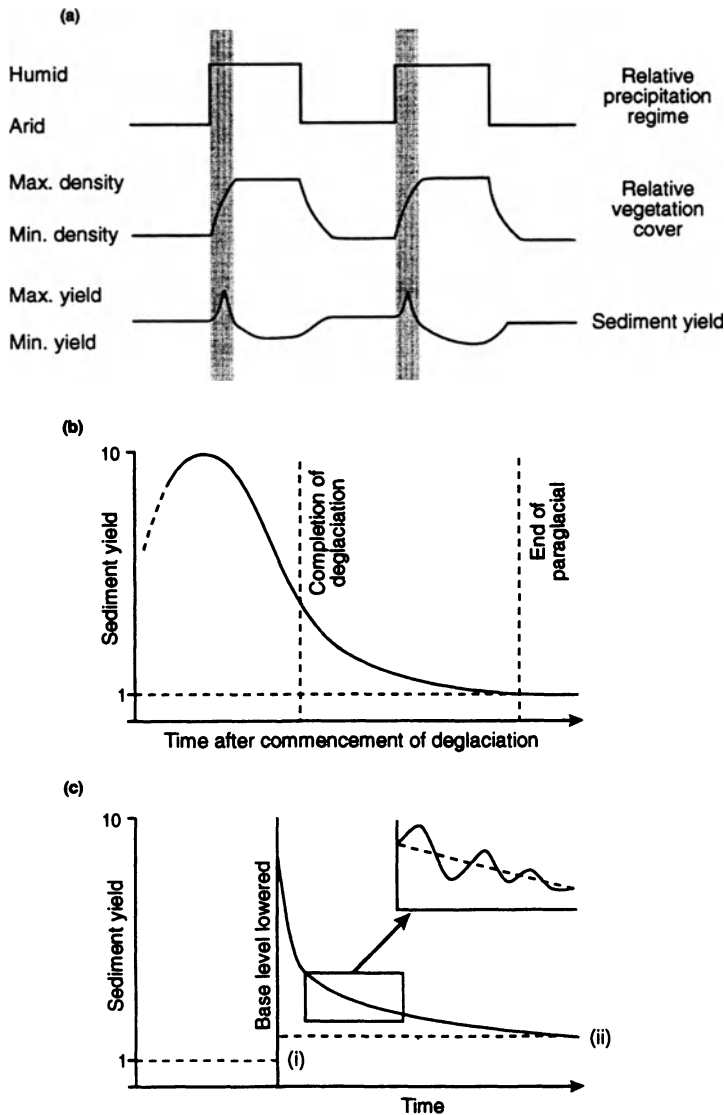 (a)
Humid
Arid
Relative
precipitation
regime
Max. density
Min. density
Relative
vegetation
cover
Max. yield
Min. yield
Sediment yield
(b)
10
Sediment yield
1
Completion of
deglaciation
End of
paraglacial
Time after commencement of deglaciation
(c)
10
Sediment yield
1
Base level lowered
(i)
(ii)
Time